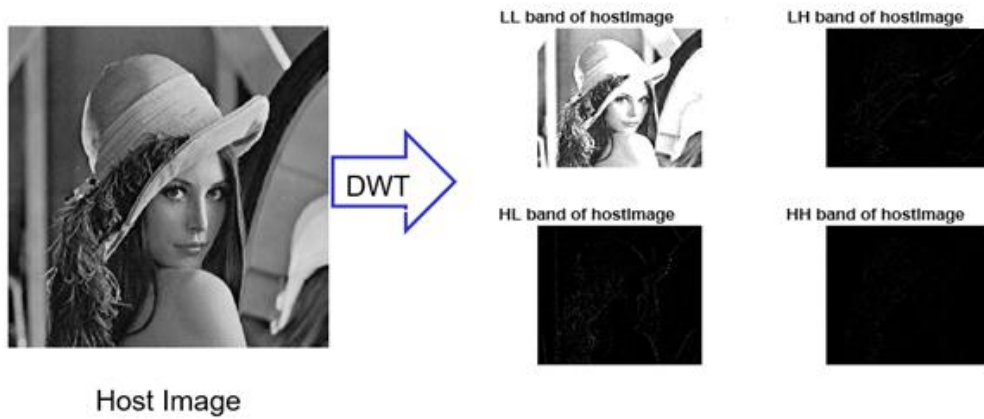 LL band of hostImage
LH band of hostImage
DWT
HL band of hostImage
HH band of hostImage
Host Image